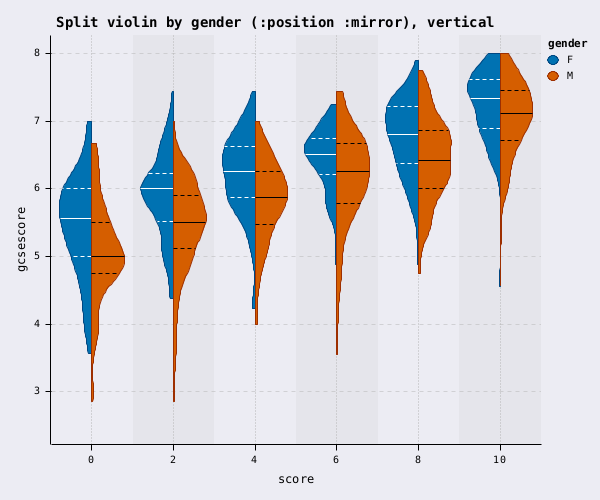 Split violin by gender (:position :mirror), vertical
gender
F
M
8
7
6
5
4
3
gcsescore
0 2 4 6 8 10
score